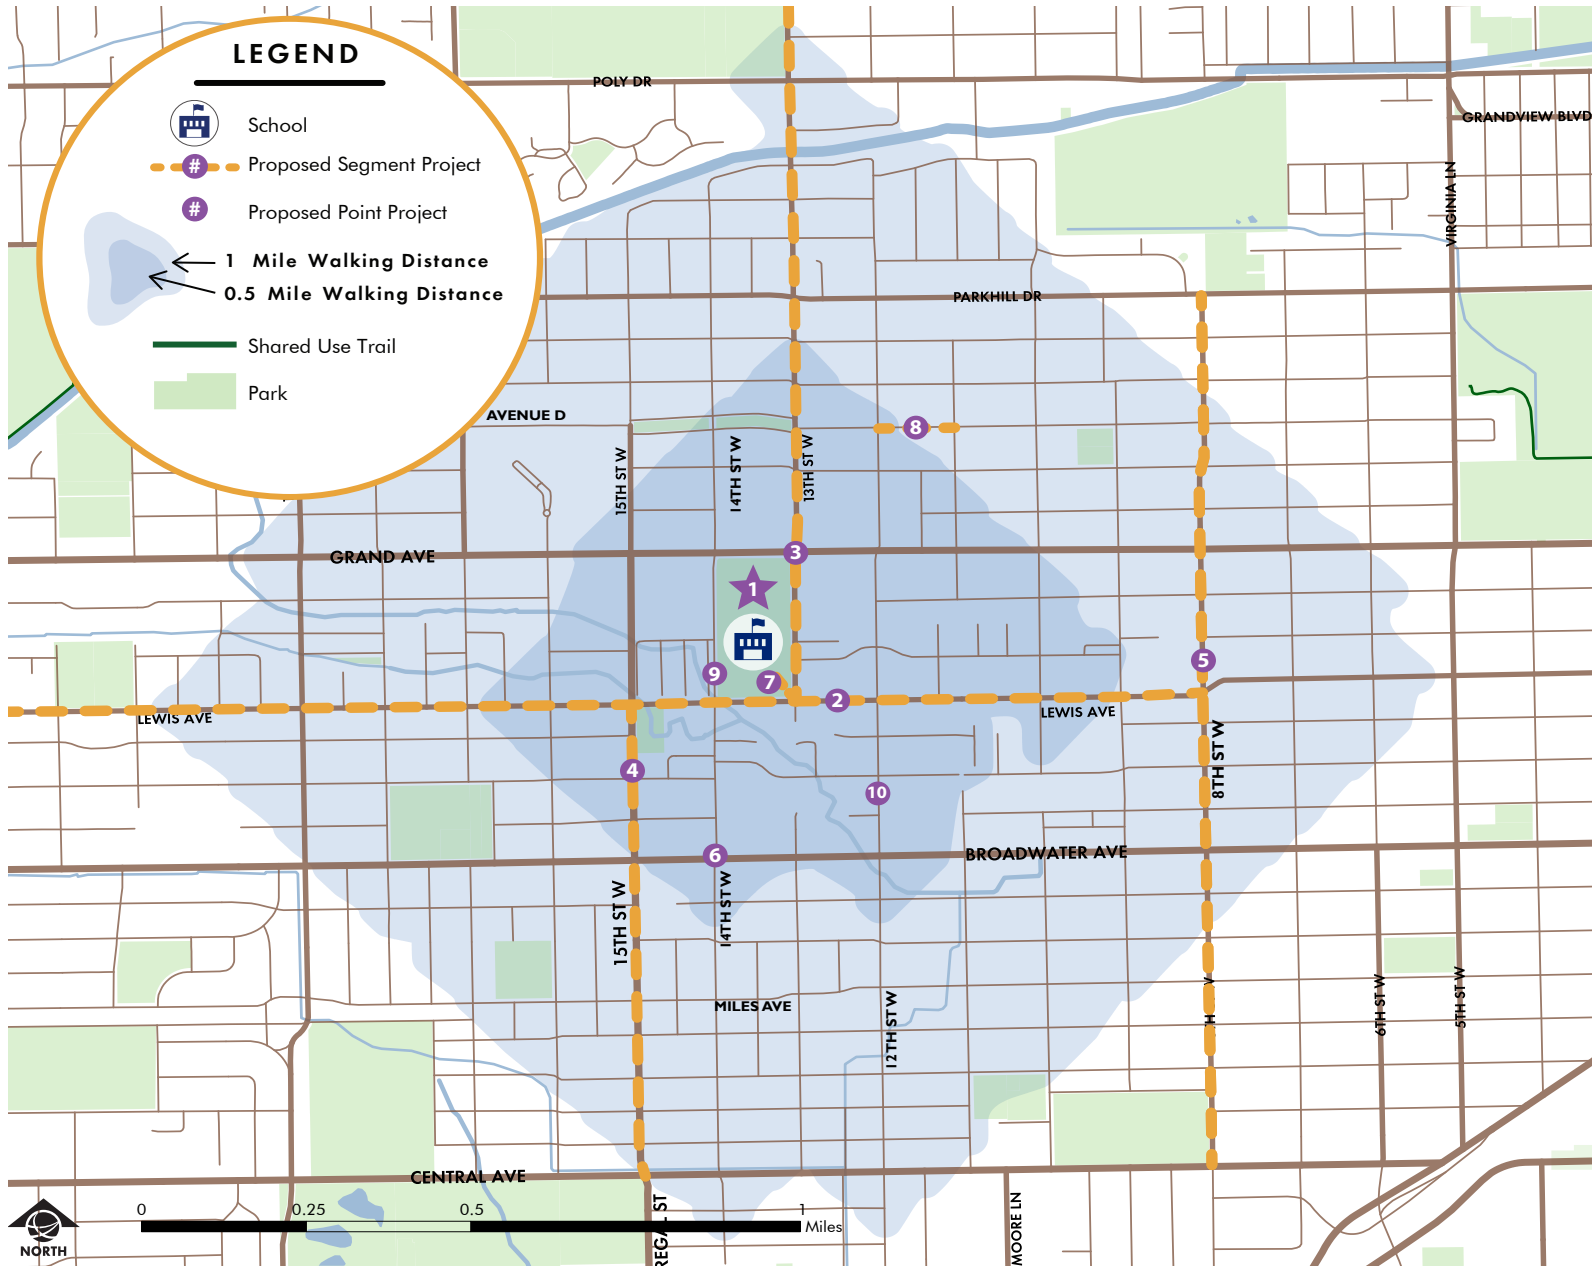 LEGEND
School
# Proposed Segment Project
# Proposed Point Project
1 Mile Walking Distance
0.5 Mile Walking Distance
Shared Use Trail
Park
POLY DR
GRANDVIEW BLVD
VIRGINIA LN
PARKHILL DR
AVENUE D
8
15TH ST W
14TH ST W
13TH ST W
GRAND AVE
3
1
5
9
7
2
LEWIS AVE
LEWIS AVE
8TH ST W
4
10
6
BROADWATER AVE
15TH ST W
14TH ST W
MILES AVE
12TH ST W
6TH ST W
5TH ST W
CENTRAL AVE
REGAL ST
MOORE LN
NORTH
0 0.25 0.5 1
Miles